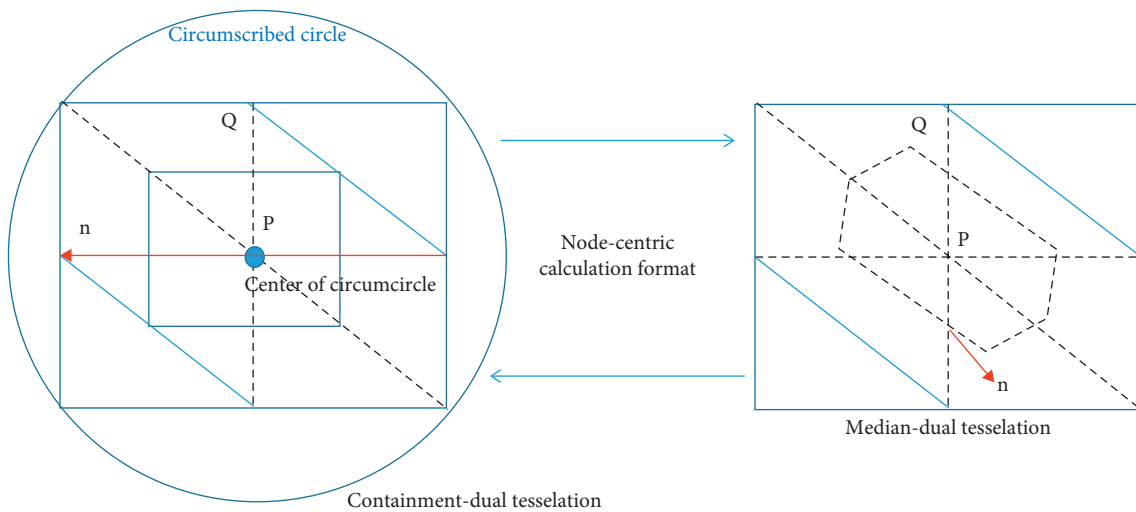 Circumscribed circle
Q
P
n
Center of circumcircle
Containment-dual tesselation
Node-centric
calculation format
Q
P
n
Median-dual tesselation